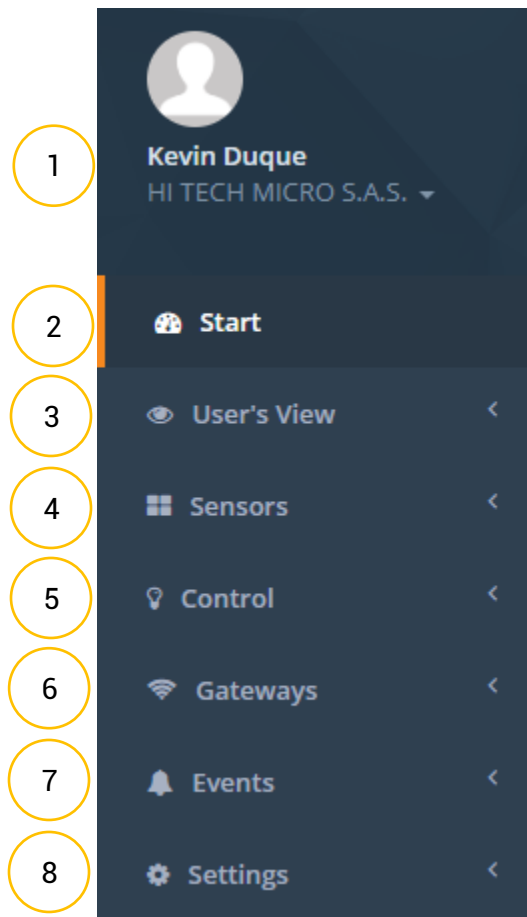 1
Kevin Duque
HI TECH MICRO S.A.S.
2 Start
3 User's View
4 Sensors
5 Control
6 Gateways
7 Events
8 Settings